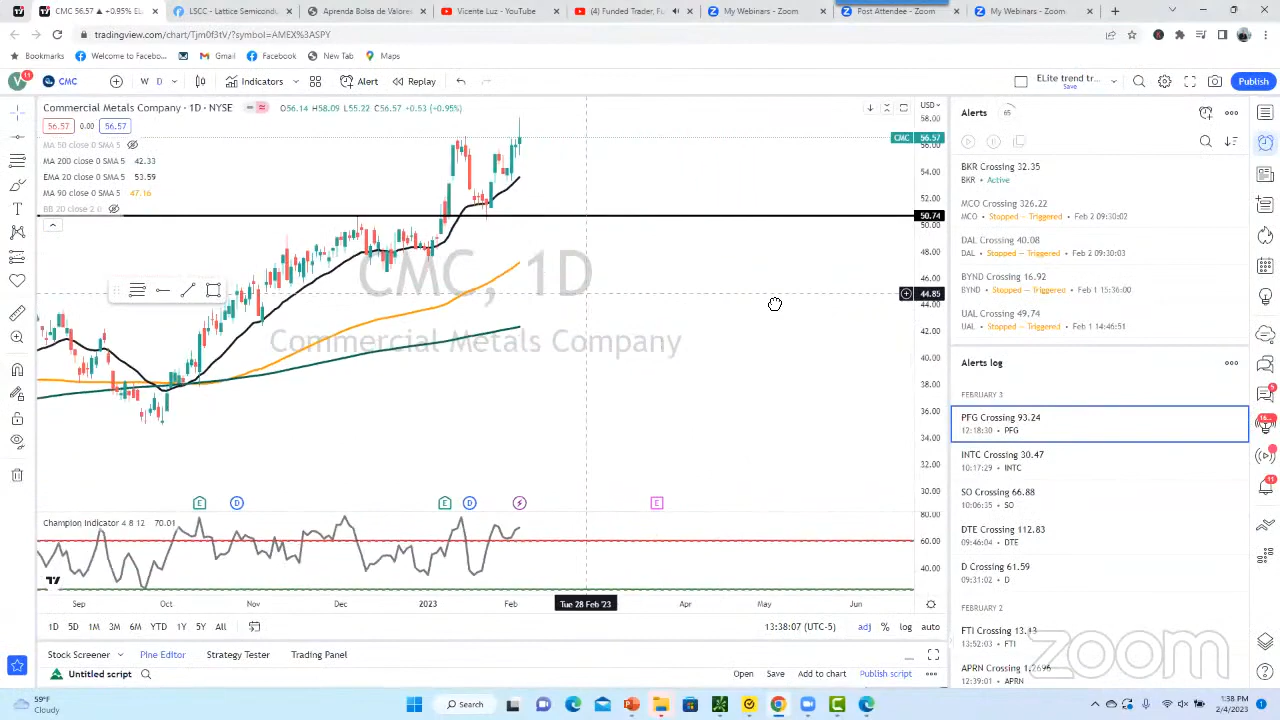 CMC 56.57 ▲ +0.95% EL
LSCC - Lattice Semicondu
Aprenda Bolsa de Valores
Vicente Luz - YouTube
(4) Funded Trader, Fu
My Webinars - Zoom
Post Attendee - Zoom
My Webinars - Zoom
tradingview.com/chart/Tjm0f3tV/?symbol=AMEX%3ASPY
Bookmarks
Welcome to Facebo...
Gmail
Facebook
New Tab
Maps
V
11
CMC
W D
Indicators
Alert
Replay
ELite trend tr...
Save
Publish
Commercial Metals Company · 1D · NYSE
O56.14 H58.09 L55.22 C56.57 +0.53 (+0.95%)
56.57 0.00 56.57
MA 50 close 0 SMA 5
MA 200 close 0 SMA 5 42.33
EMA 20 close 0 SMA 5 53.59
MA 90 close 0 SMA 5 47.16
BB 20 close 2 0
CMC, 1D
Commercial Metals Company
USD
58.00
CMC 56.57
56.00
54.00
52.00
50.74
50.00
48.00
46.00
44.85
44.00
42.00
40.00
38.00
36.00
34.00
32.00
30.00
E D E D E
Champion Indicator 4 8 12 70.01
80.00
60.00
40.00
Sep Oct Nov Dec 2023 Feb Tue 28 Feb '23 Apr May Jun
1D 5D 1M 3M 6M YTD 1Y 5Y All
13:38:07 (UTC-5) adj % log auto
Stock Screener Pine Editor Strategy Tester Trading Panel
Untitled script
Open Save Add to chart Publish script
Alerts 65
BKR Crossing 32.35
BKR • Active
MCO Crossing 326.22
MCO • Stopped — Triggered • Feb 2 09:30:02
DAL Crossing 40.08
DAL • Stopped — Triggered • Feb 2 09:30:03
BYND Crossing 16.92
BYND • Stopped — Triggered • Feb 1 15:36:00
UAL Crossing 49.74
UAL • Stopped — Triggered • Feb 1 14:46:51
Alerts log
FEBRUARY 3
PFG Crossing 93.24
12:18:30 • PFG
INTC Crossing 30.47
10:17:29 • INTC
SO Crossing 66.88
10:06:35 • SO
DTE Crossing 112.83
09:46:04 • DTE
D Crossing 61.59
09:31:02 • D
FEBRUARY 2
FTI Crossing 13.43
13:52:03 • FTI
APRN Crossing 1.2696
12:39:01 • APRN
zoom
59°F
Cloudy
Search
1:38 PM
2/4/2023